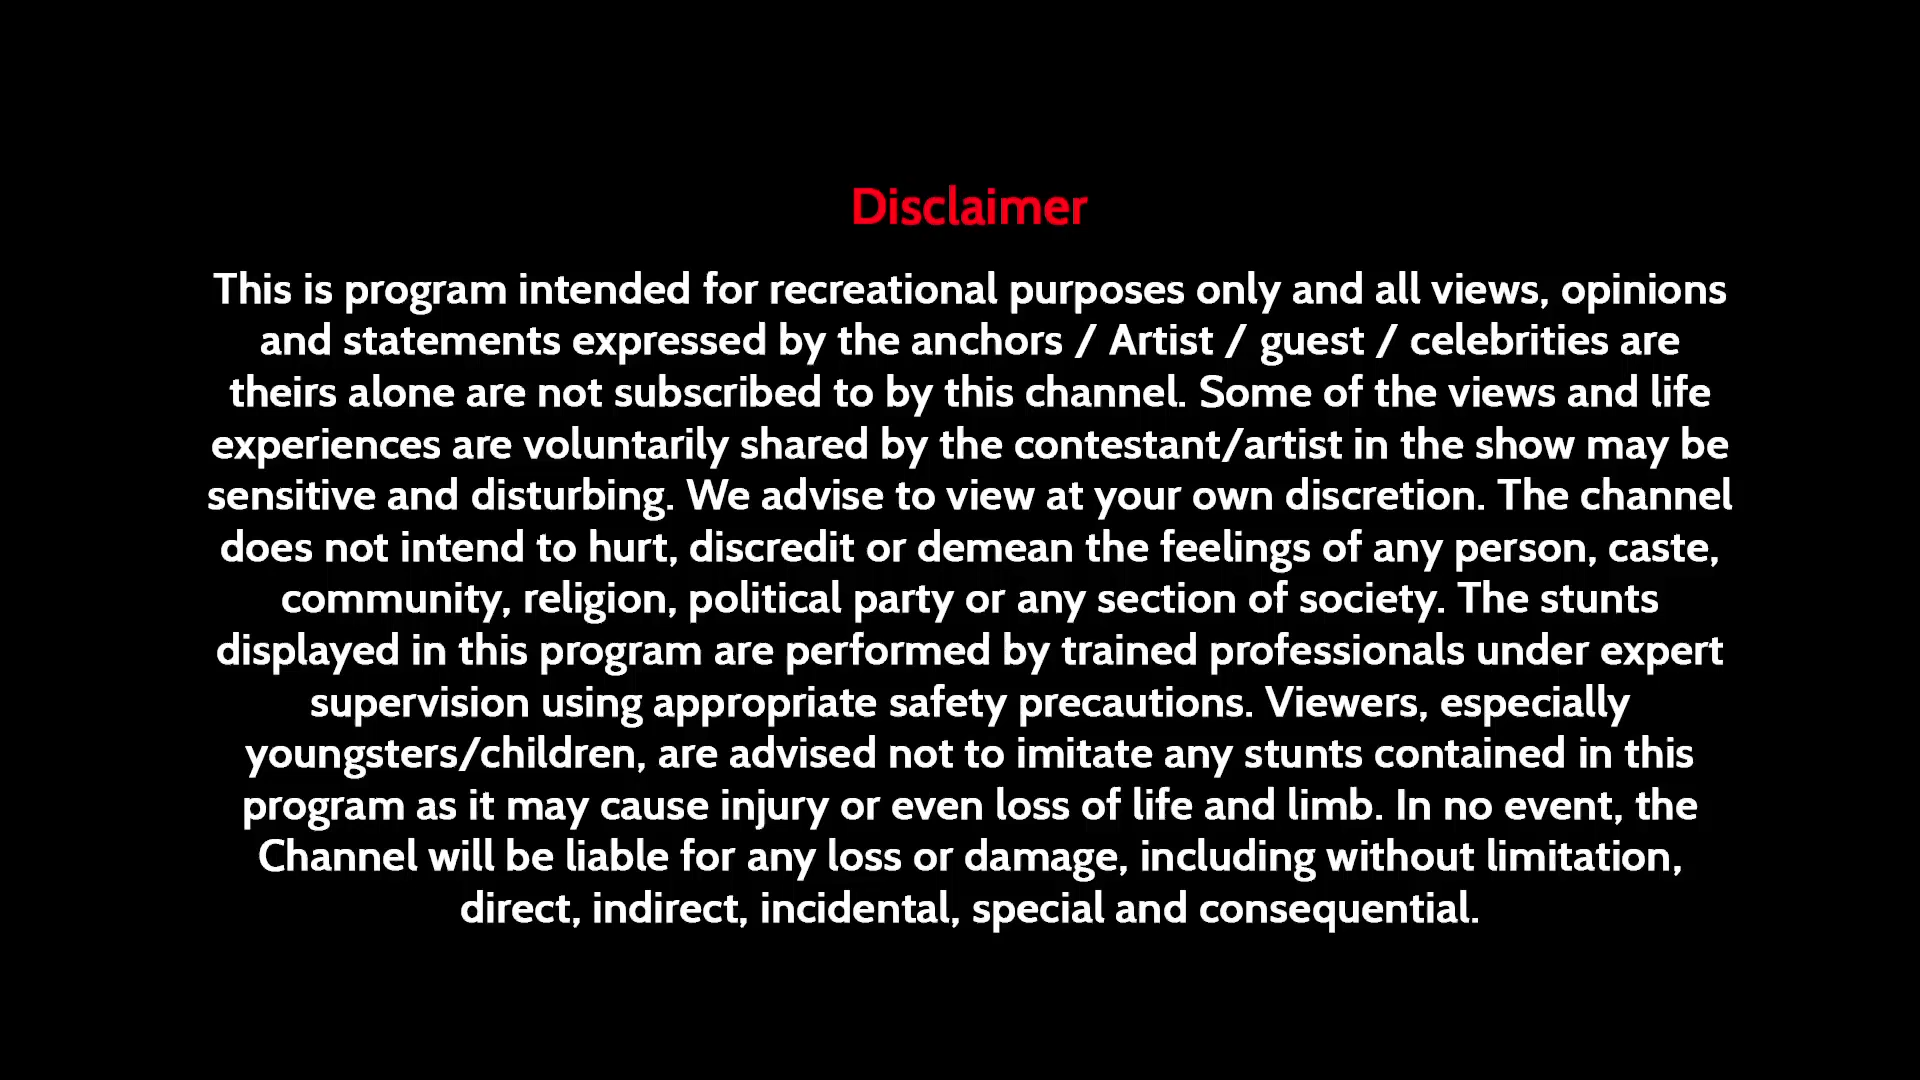 Disclaimer
This is program intended for recreational purposes only and all views, opinions
and statements expressed by the anchors / Artist / guest / celebrities are
theirs alone are not subscribed to by this channel. Some of the views and life
experiences are voluntarily shared by the contestant/artist in the show may be
sensitive and disturbing. We advise to view at your own discretion. The channel
does not intend to hurt, discredit or demean the feelings of any person, caste,
community, religion, political party or any section of society. The stunts
displayed in this program are performed by trained professionals under expert
supervision using appropriate safety precautions. Viewers, especially
youngsters/children, are advised not to imitate any stunts contained in this
program as it may cause injury or even loss of life and limb. In no event, the
Channel will be liable for any loss or damage, including without limitation,
direct, indirect, incidental, special and consequential.